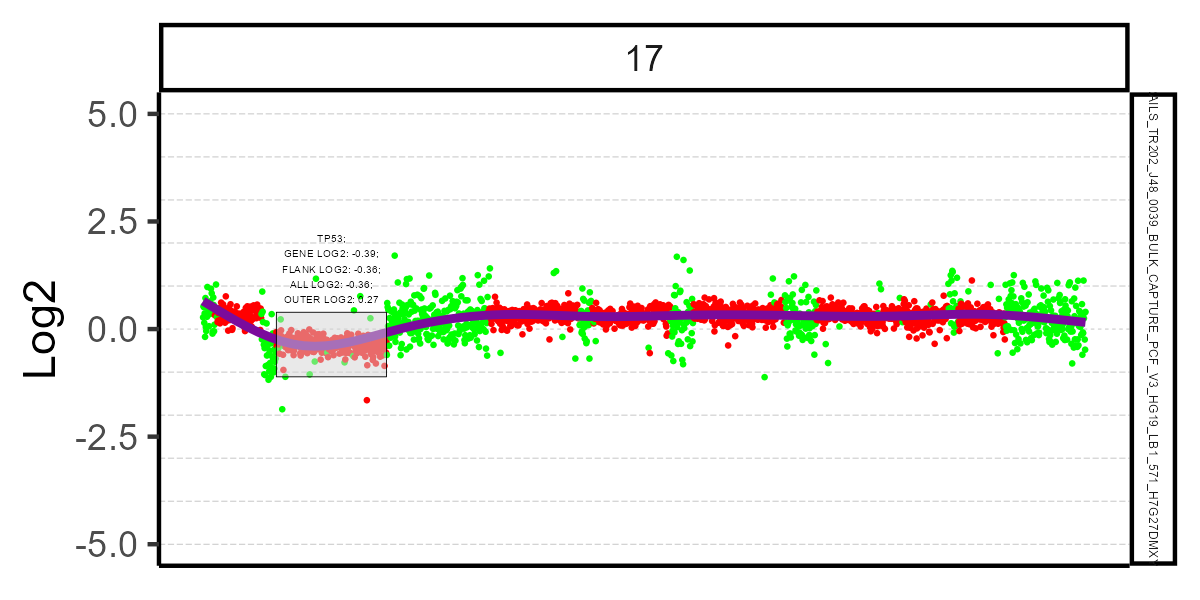 17
5.0
2.5
0.0
-2.5
-5.0
Log2
TP53:
GENE LOG2: -0.39;
FLANK LOG2: -0.36;
ALL LOG2: -0.36;
OUTER LOG2: 0.27
AILS_TR202_J48_0039_BULK_CAPTURE_PCF_V3_HG19_LB1_571_H7G27DMXY